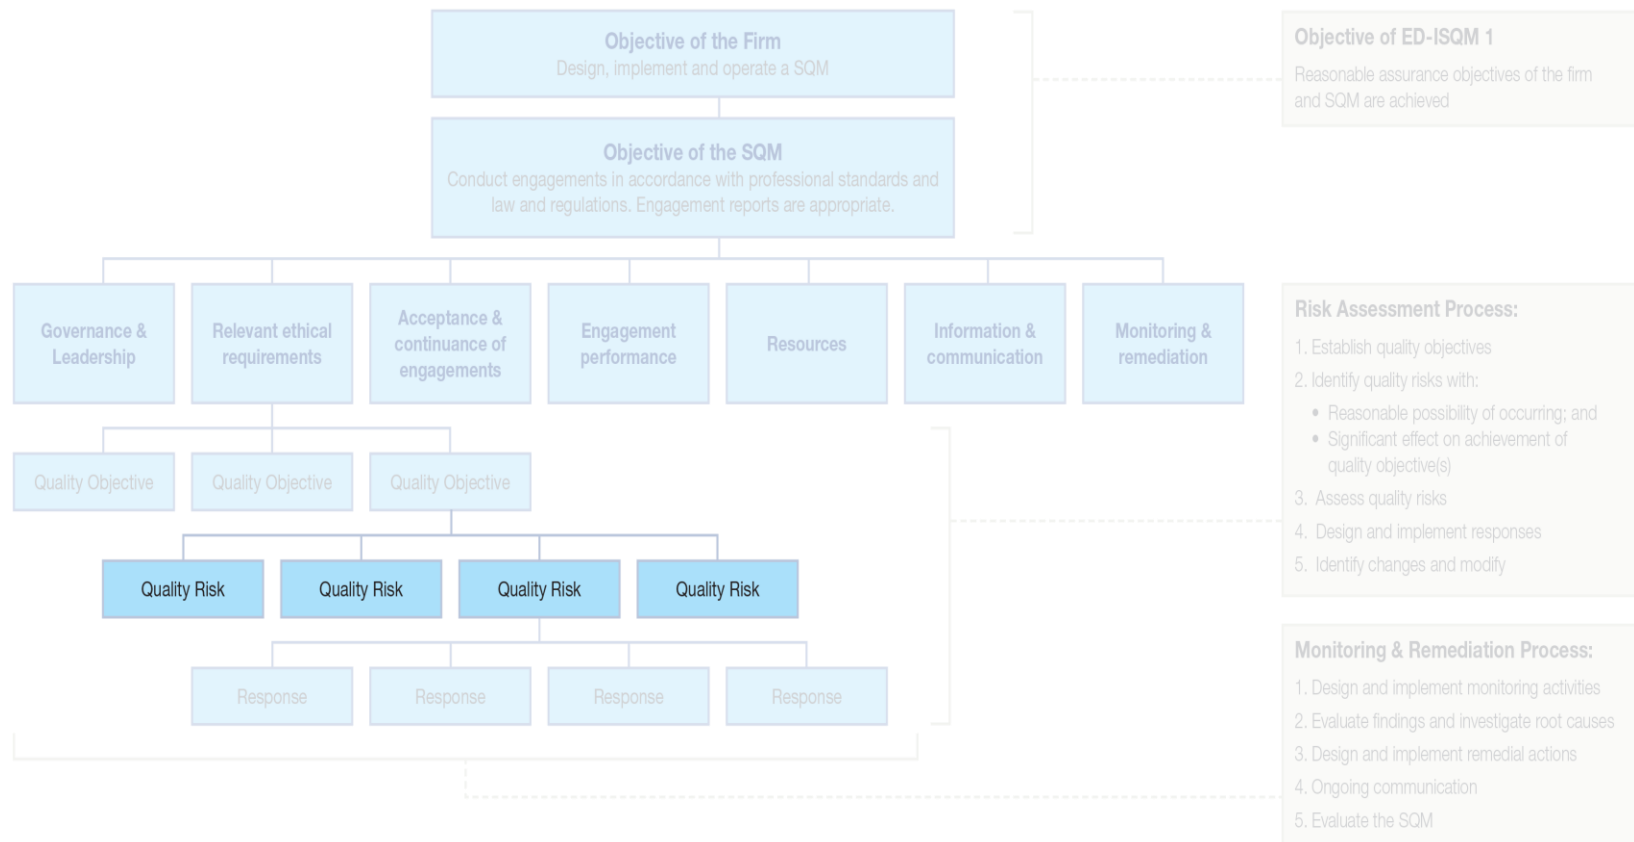 Objective of the Firm
Design, implement and operate a SQM
Objective of the SQM
Conduct engagements in accordance with professional standards and
law and regulations. Engagement reports are appropriate.
Objective of ED-ISQM 1
Reasonable assurance objectives of the firm
and SQM are achieved
Governance &
Leadership
Relevant ethical
requirements
Acceptance &
continuance of
engagements
Engagement
performance
Resources
Information &
communication
Monitoring &
remediation
Quality Objective
Quality Objective
Quality Objective
Quality Risk
Quality Risk
Quality Risk
Quality Risk
Response
Response
Response
Response
Risk Assessment Process:
1. Establish quality objectives
2. Identify quality risks with:
• Reasonable possibility of occurring; and
• Significant effect on achievement of
quality objective(s)
3. Assess quality risks
4. Design and implement responses
5. Identify changes and modify
Monitoring & Remediation Process:
1. Design and implement monitoring activities
2. Evaluate findings and investigate root causes
3. Design and implement remedial actions
4. Ongoing communication
5. Evaluate the SQM